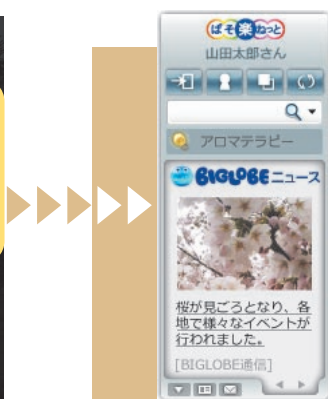 ぱそ楽ねっと
山田太郎さん
アロマテラピー
BIGLOBEニュース
桜が見ごろとなり、各
地で様々なイベントが
行われました。
[BIGLOBE通信]